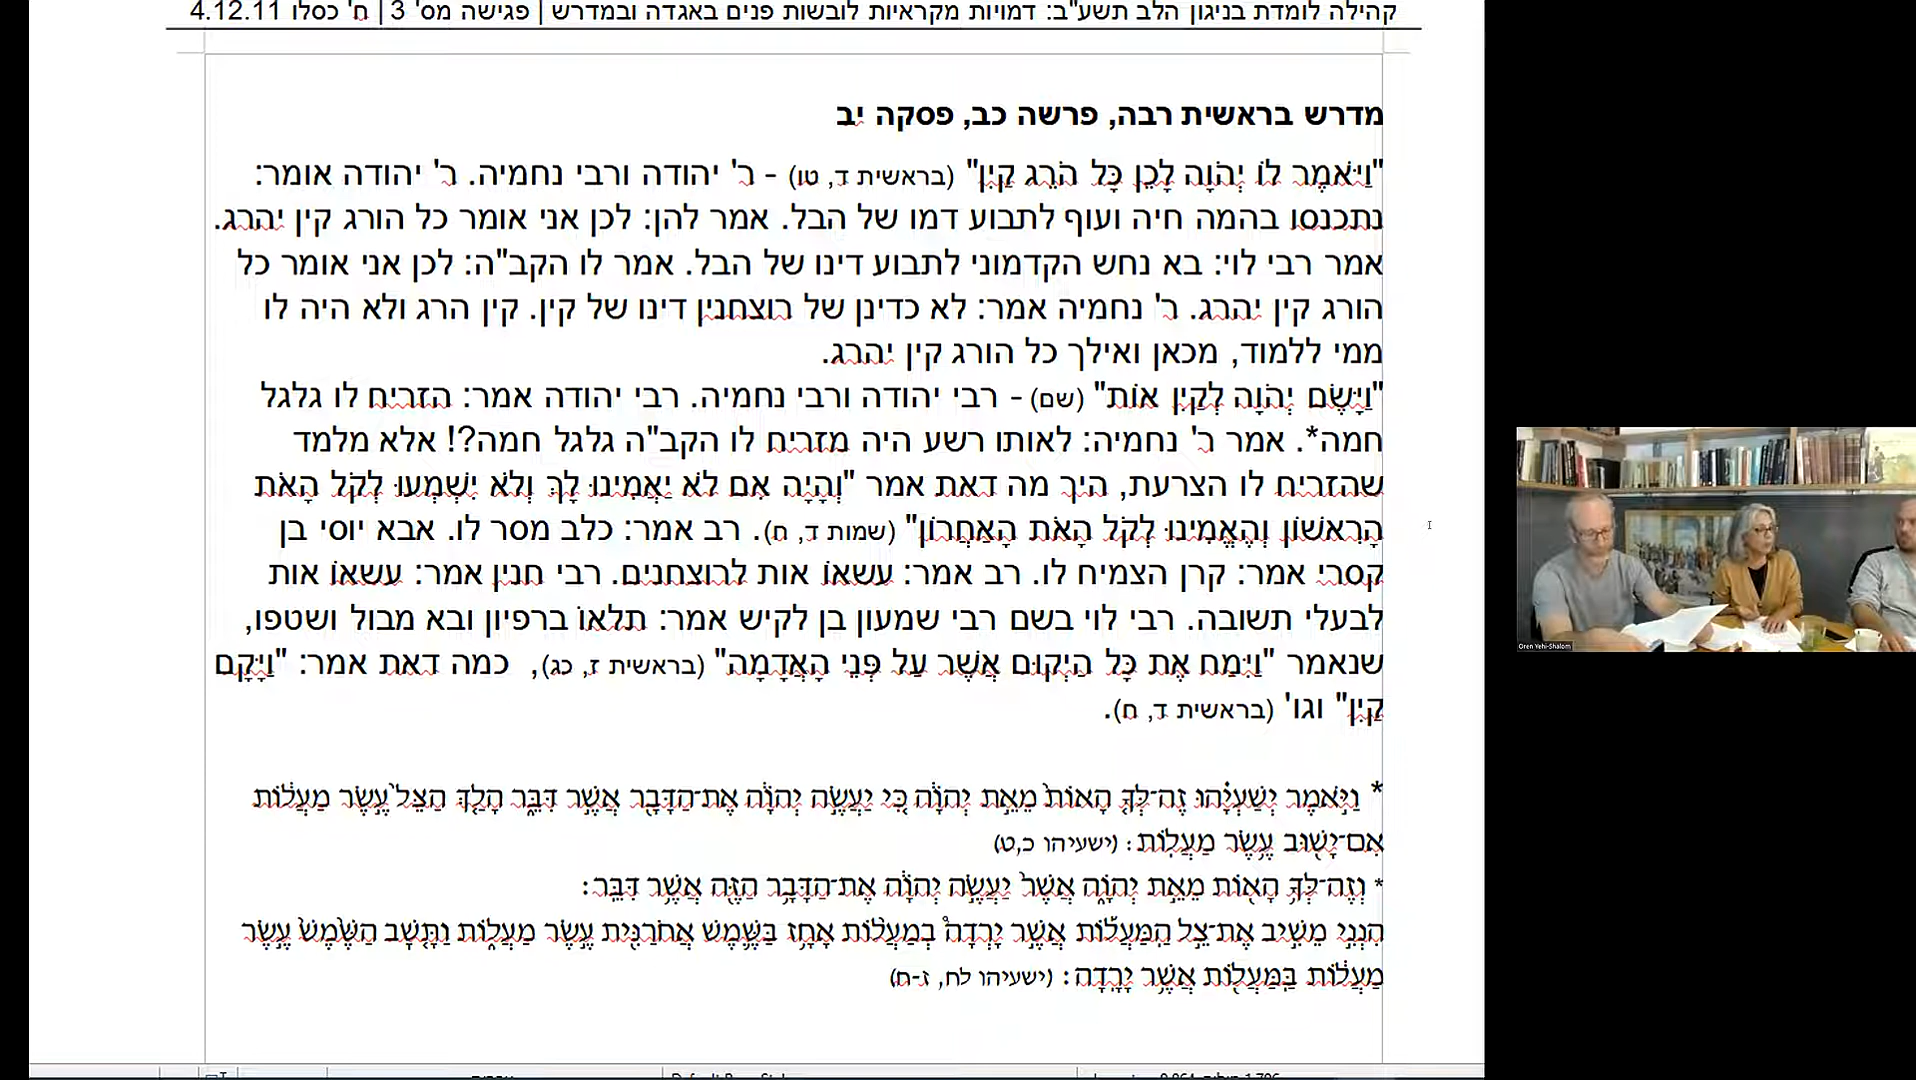 קהילה לומדת בניגון הלב תשע"ב: דמויות מקראיות לובשות פנים באגדה ובמדרש | פגישה מס' 3 | ח' כסלו 4.12.11
מדרש בראשית רבה, פרשה כב, פסקה יב
"וַיֹּאמֶר לוֹ יְהֹוָה לָכֵן כָּל הֹרֵג קַיִן" (בראשית ד, טו) – ר' יהודה ורבי נחמיה. ר' יהודה אומר:
נתכנסו בהמה חיה ועוף לתבוע דמו של הבל. אמר להן: לכן אני אומר כל הורג קין יהרג.
אמר רבי לוי: בא נחש הקדמוני לתבוע דינו של הבל. אמר לו הקב"ה: לכן אני אומר כל
הורג קין יהרג. ר' נחמיה אמר: לא כדינן של רוצחנין דינו של קין. קין הרג ולא היה לו
ממי ללמוד, מכאן ואילך כל הורג קין יהרג.
"וַיָּשֶׂם יְהֹוָה לְקַיִן אוֹת" (שם) – רבי יהודה ורבי נחמיה. רבי יהודה אמר: הזריח לו גלגל
חמה*. אמר ר' נחמיה: לאותו רשע היה מזריח לו הקב"ה גלגל חמה?! אלא מלמד
שהזריח לו הצרעת, היך מה דאת אמר "וְהָיָה אִם לֹא יַאֲמִינוּ לָךְ וְלֹא יִשְׁמְעוּ לְקֹל הָאֹת
הָרִאשׁוֹן וְהֶאֱמִינוּ לְקֹל הָאֹת הָאַחֲרוֹן" (שמות ד, ח). רב אמר: כלב מסר לו. אבא יוסי בן
קסרי אמר: קרן הצמיח לו. רב אמר: עשאוֹ אות לרוצחנים. רבי חנין אמר: עשאוֹ אות
לבעלי תשובה. רבי לוי בשם רבי שמעון בן לקיש אמר: תלאוֹ ברפיון ובא מבול ושטפו,
שנאמר "וַיִּמַח אֶת כָּל הַיְקוּם אֲשֶׁר עַל פְּנֵי הָאֲדָמָה" (בראשית ז, כג), כמה דאת אמר: "וַיָּקָם
קַיִן" וגו' (בראשית ד, ח).
* וַיֹּ֣אמֶר יְשַׁעְיָ֗הוּ זֶה־לְּךָ֤ הָאוֹת֙ מֵאֵ֣ת יְהוָ֔ה כִּ֚י יַעֲשֶׂ֣ה יְהוָ֔ה אֶת־הַדָּבָ֖ר אֲשֶׁ֣ר דִּבֵּ֑ר הָלַ֤ךְ הַצֵּל֙ עֶ֣שֶׂר מַעֲל֔וֹת
אִם־יָשׁ֖וּב עֶ֥שֶׂר מַעֲלֽוֹת: (ישעיהו כ,ט)
* וְזֶה־לְּךָ֥ הָא֖וֹת מֵאֵ֣ת יְהוָ֑ה אֲשֶׁר֙ יַעֲשֶׂ֣ה יְהוָ֔ה אֶת־הַדָּבָ֥ר הַזֶּ֖ה אֲשֶׁ֥ר דִּבֵּֽר:
הִנְנִ֣י מֵשִׁ֣יב אֶת־צֵ֣ל הַֽמַּעֲל֡וֹת אֲשֶׁ֣ר יָרְדָה֩ בְמַעֲל֨וֹת אָחָ֥ז בַּשֶּׁ֛מֶשׁ אֲחֹרַנִּ֖ית עֶ֣שֶׂר מַעֲל֑וֹת וַתָּ֤שָׁב הַשֶּׁ֙מֶשׁ֙ עֶ֣שֶׂר
מַעֲל֔וֹת בַּֽמַּעֲל֖וֹת אֲשֶׁ֥ר יָרָֽדָה: (ישעיהו לח, ז-ח)
Oren Yehi-Shalom